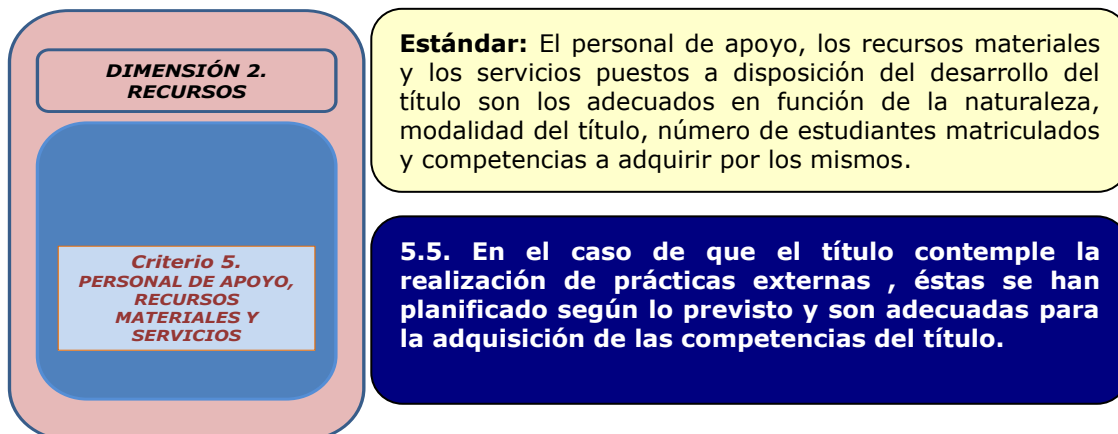 DIMENSIÓN 2.
RECURSOS
Criterio 5.
PERSONAL DE APOYO,
RECURSOS
MATERIALES Y
SERVICIOS
Estándar: El personal de apoyo, los recursos materiales
y los servicios puestos a disposición del desarrollo del
título son los adecuados en función de la naturaleza,
modalidad del título, número de estudiantes matriculados
y competencias a adquirir por los mismos.
5.5. En el caso de que el título contemple la
realización de prácticas externas , éstas se han
planificado según lo previsto y son adecuadas para
la adquisición de las competencias del título.